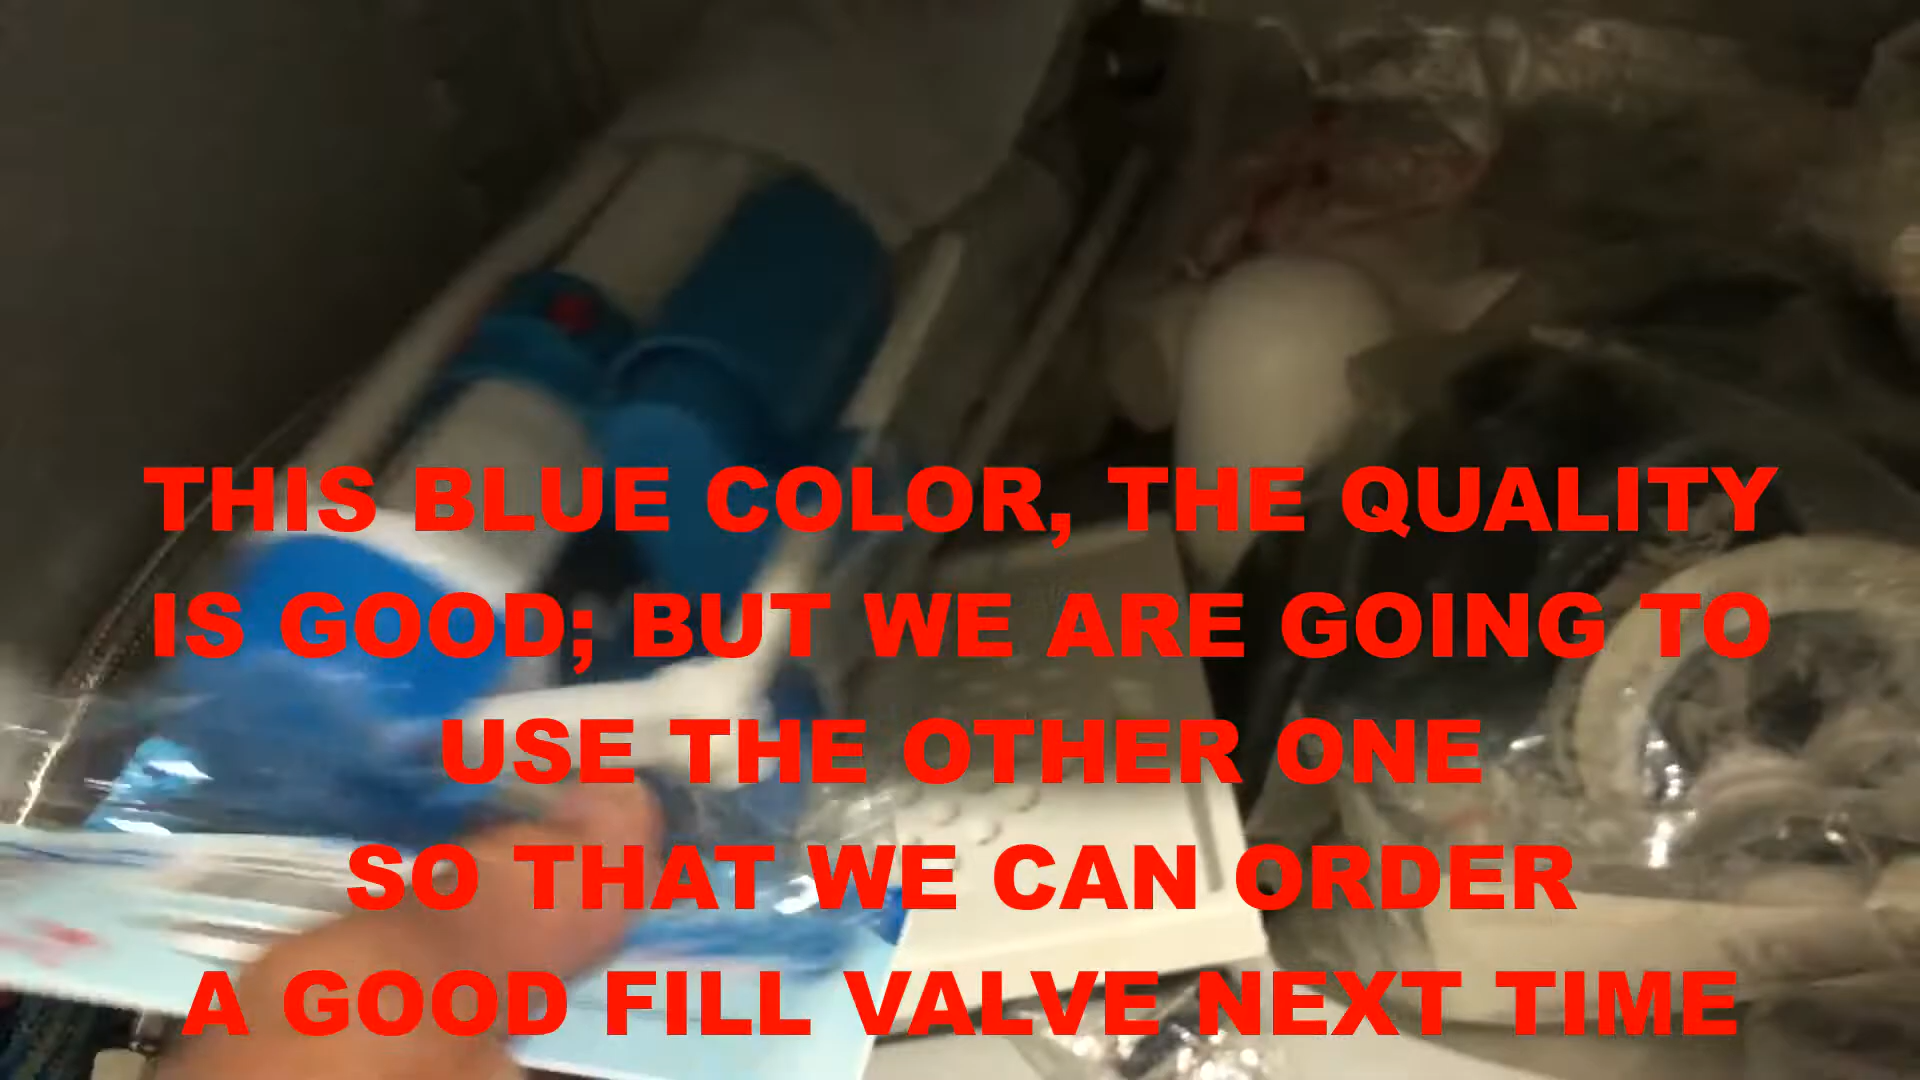 THIS BLUE COLOR, THE QUALITY
IS GOOD; BUT WE ARE GOING TO
USE THE OTHER ONE
SO THAT WE CAN ORDER
A GOOD FILL VALVE NEXT TIME